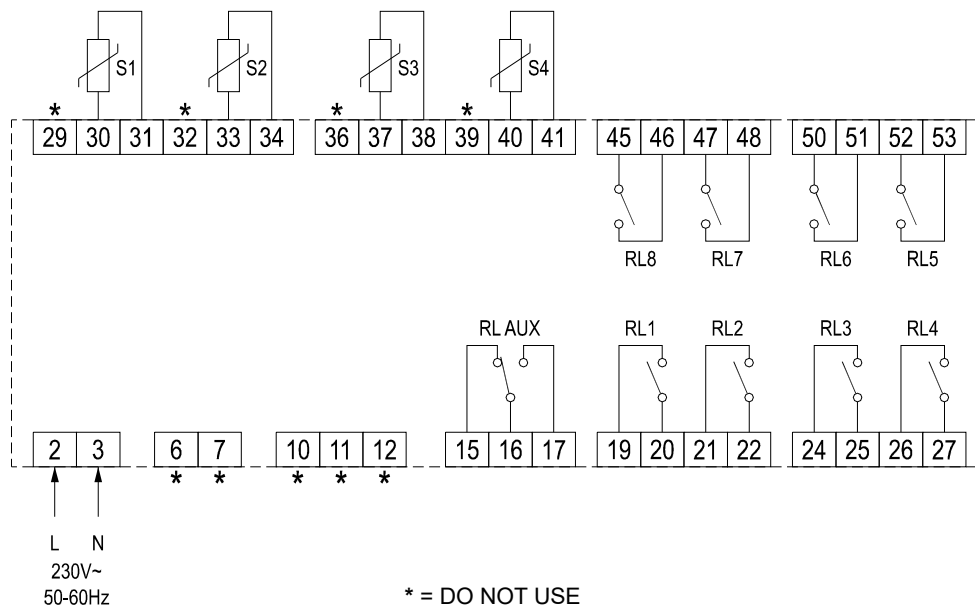 S1 S2 S3 S4
* * * *
29 30 31 32 33 34 36 37 38 39 40 41 45 46 47 48 50 51 52 53
RL8 RL7 RL6 RL5
RL AUX RL1 RL2 RL3 RL4
2 3 6 7 10 11 12 15 16 17 19 20 21 22 24 25 26 27
* * * * *
L N
230V~
50-60Hz
* = DO NOT USE